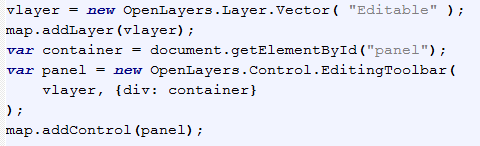 vlayer = new OpenLayers.Layer.Vector( "Editable" );
map.addLayer(vlayer);
var container = document.getElementById("panel");
var panel = new OpenLayers.Control.EditingToolbar(
    vlayer, {div: container}
);
map.addControl(panel);